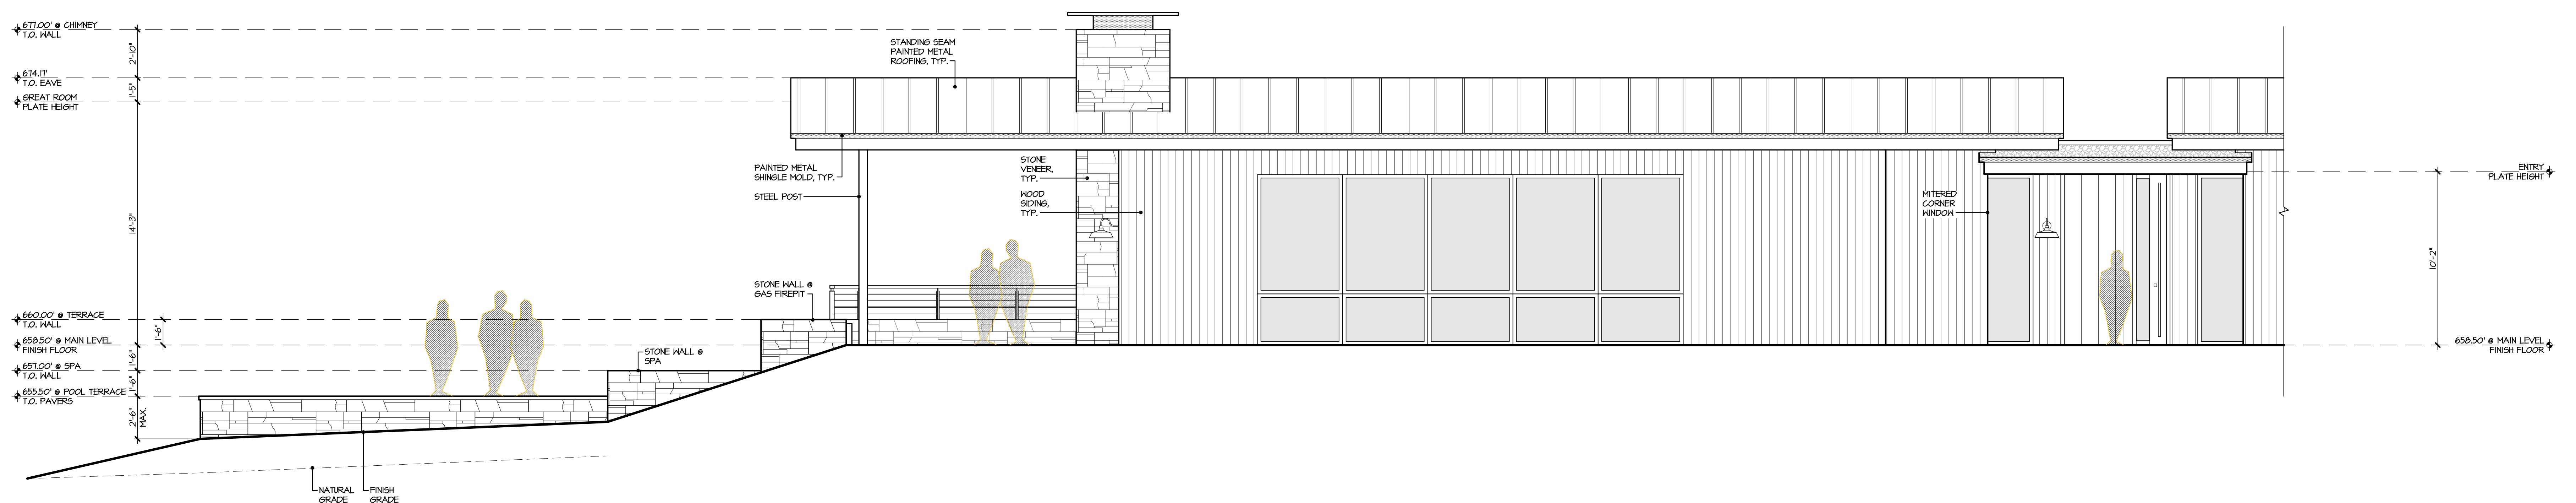 677.00' @ CHIMNEY
T.O. WALL
2'-10"
674.17'
T.O. EAVE
1'-5"
GREAT ROOM
PLATE HEIGHT
14'-3"
660.00' @ TERRACE
T.O. WALL
1'-6"
658.50' @ MAIN LEVEL
FINISH FLOOR
1'-6"
657.00' @ SPA
T.O. WALL
1'-6"
655.50' @ POOL TERRACE
T.O. PAVERS
2'-6"
MAX.
NATURAL
GRADE
FINISH
GRADE
STANDING SEAM
PAINTED METAL
ROOFING, TYP.
PAINTED METAL
SHINGLE MOLD, TYP.
STEEL POST
STONE WALL @
GAS FIREPIT
STONE WALL @
SPA
STONE
VENEER,
TYP.
WOOD
SIDING,
TYP.
MITERED
CORNER
WINDOW
ENTRY
PLATE HEIGHT
10'-2"
658.50' @ MAIN LEVEL
FINISH FLOOR